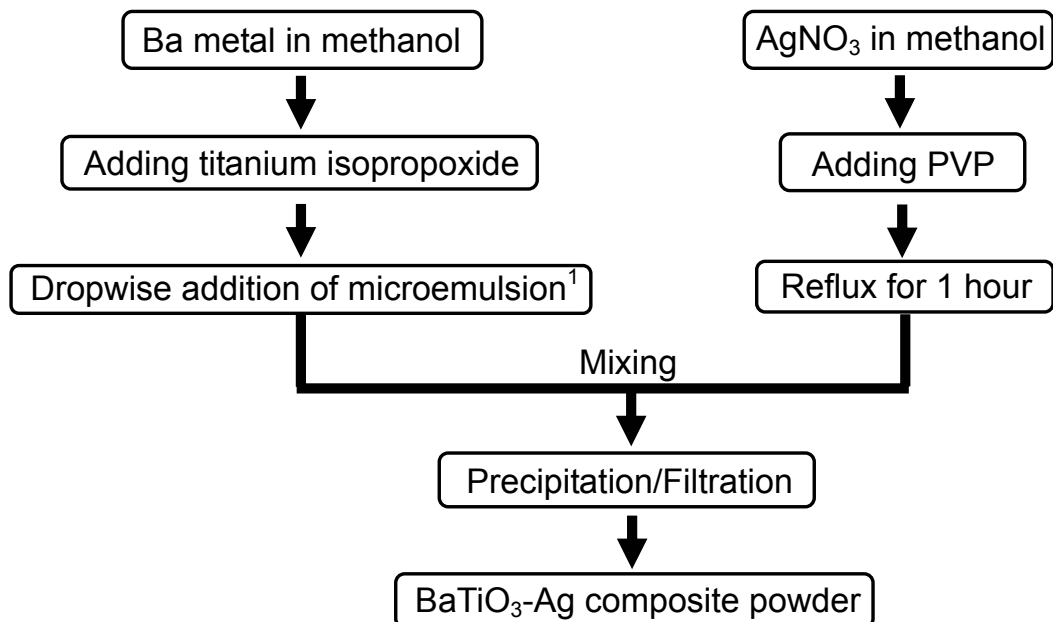 Ba metal in methanol
AgNO₃ in methanol
Adding titanium isopropoxide
Adding PVP
Dropwise addition of microemulsion¹
Reflux for 1 hour
Mixing
Precipitation/Filtration
BaTiO₃-Ag composite powder